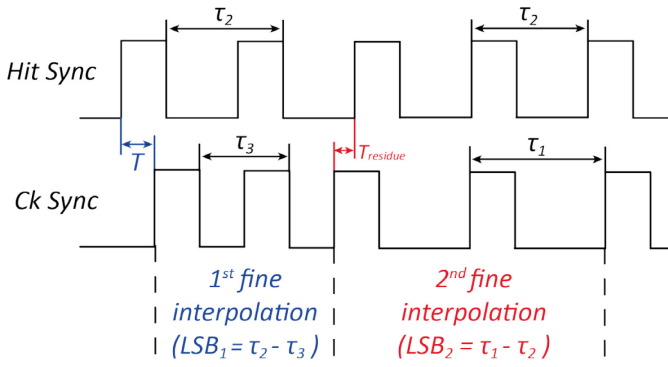 τ₂
τ₂
Hit Sync
T
τ₃
T_residue
τ₁
Ck Sync
1ˢᵗ fine
interpolation
(LSB₁ = τ₂ - τ₃)
2ⁿᵈ fine
interpolation
(LSB₂ = τ₁ - τ₂)